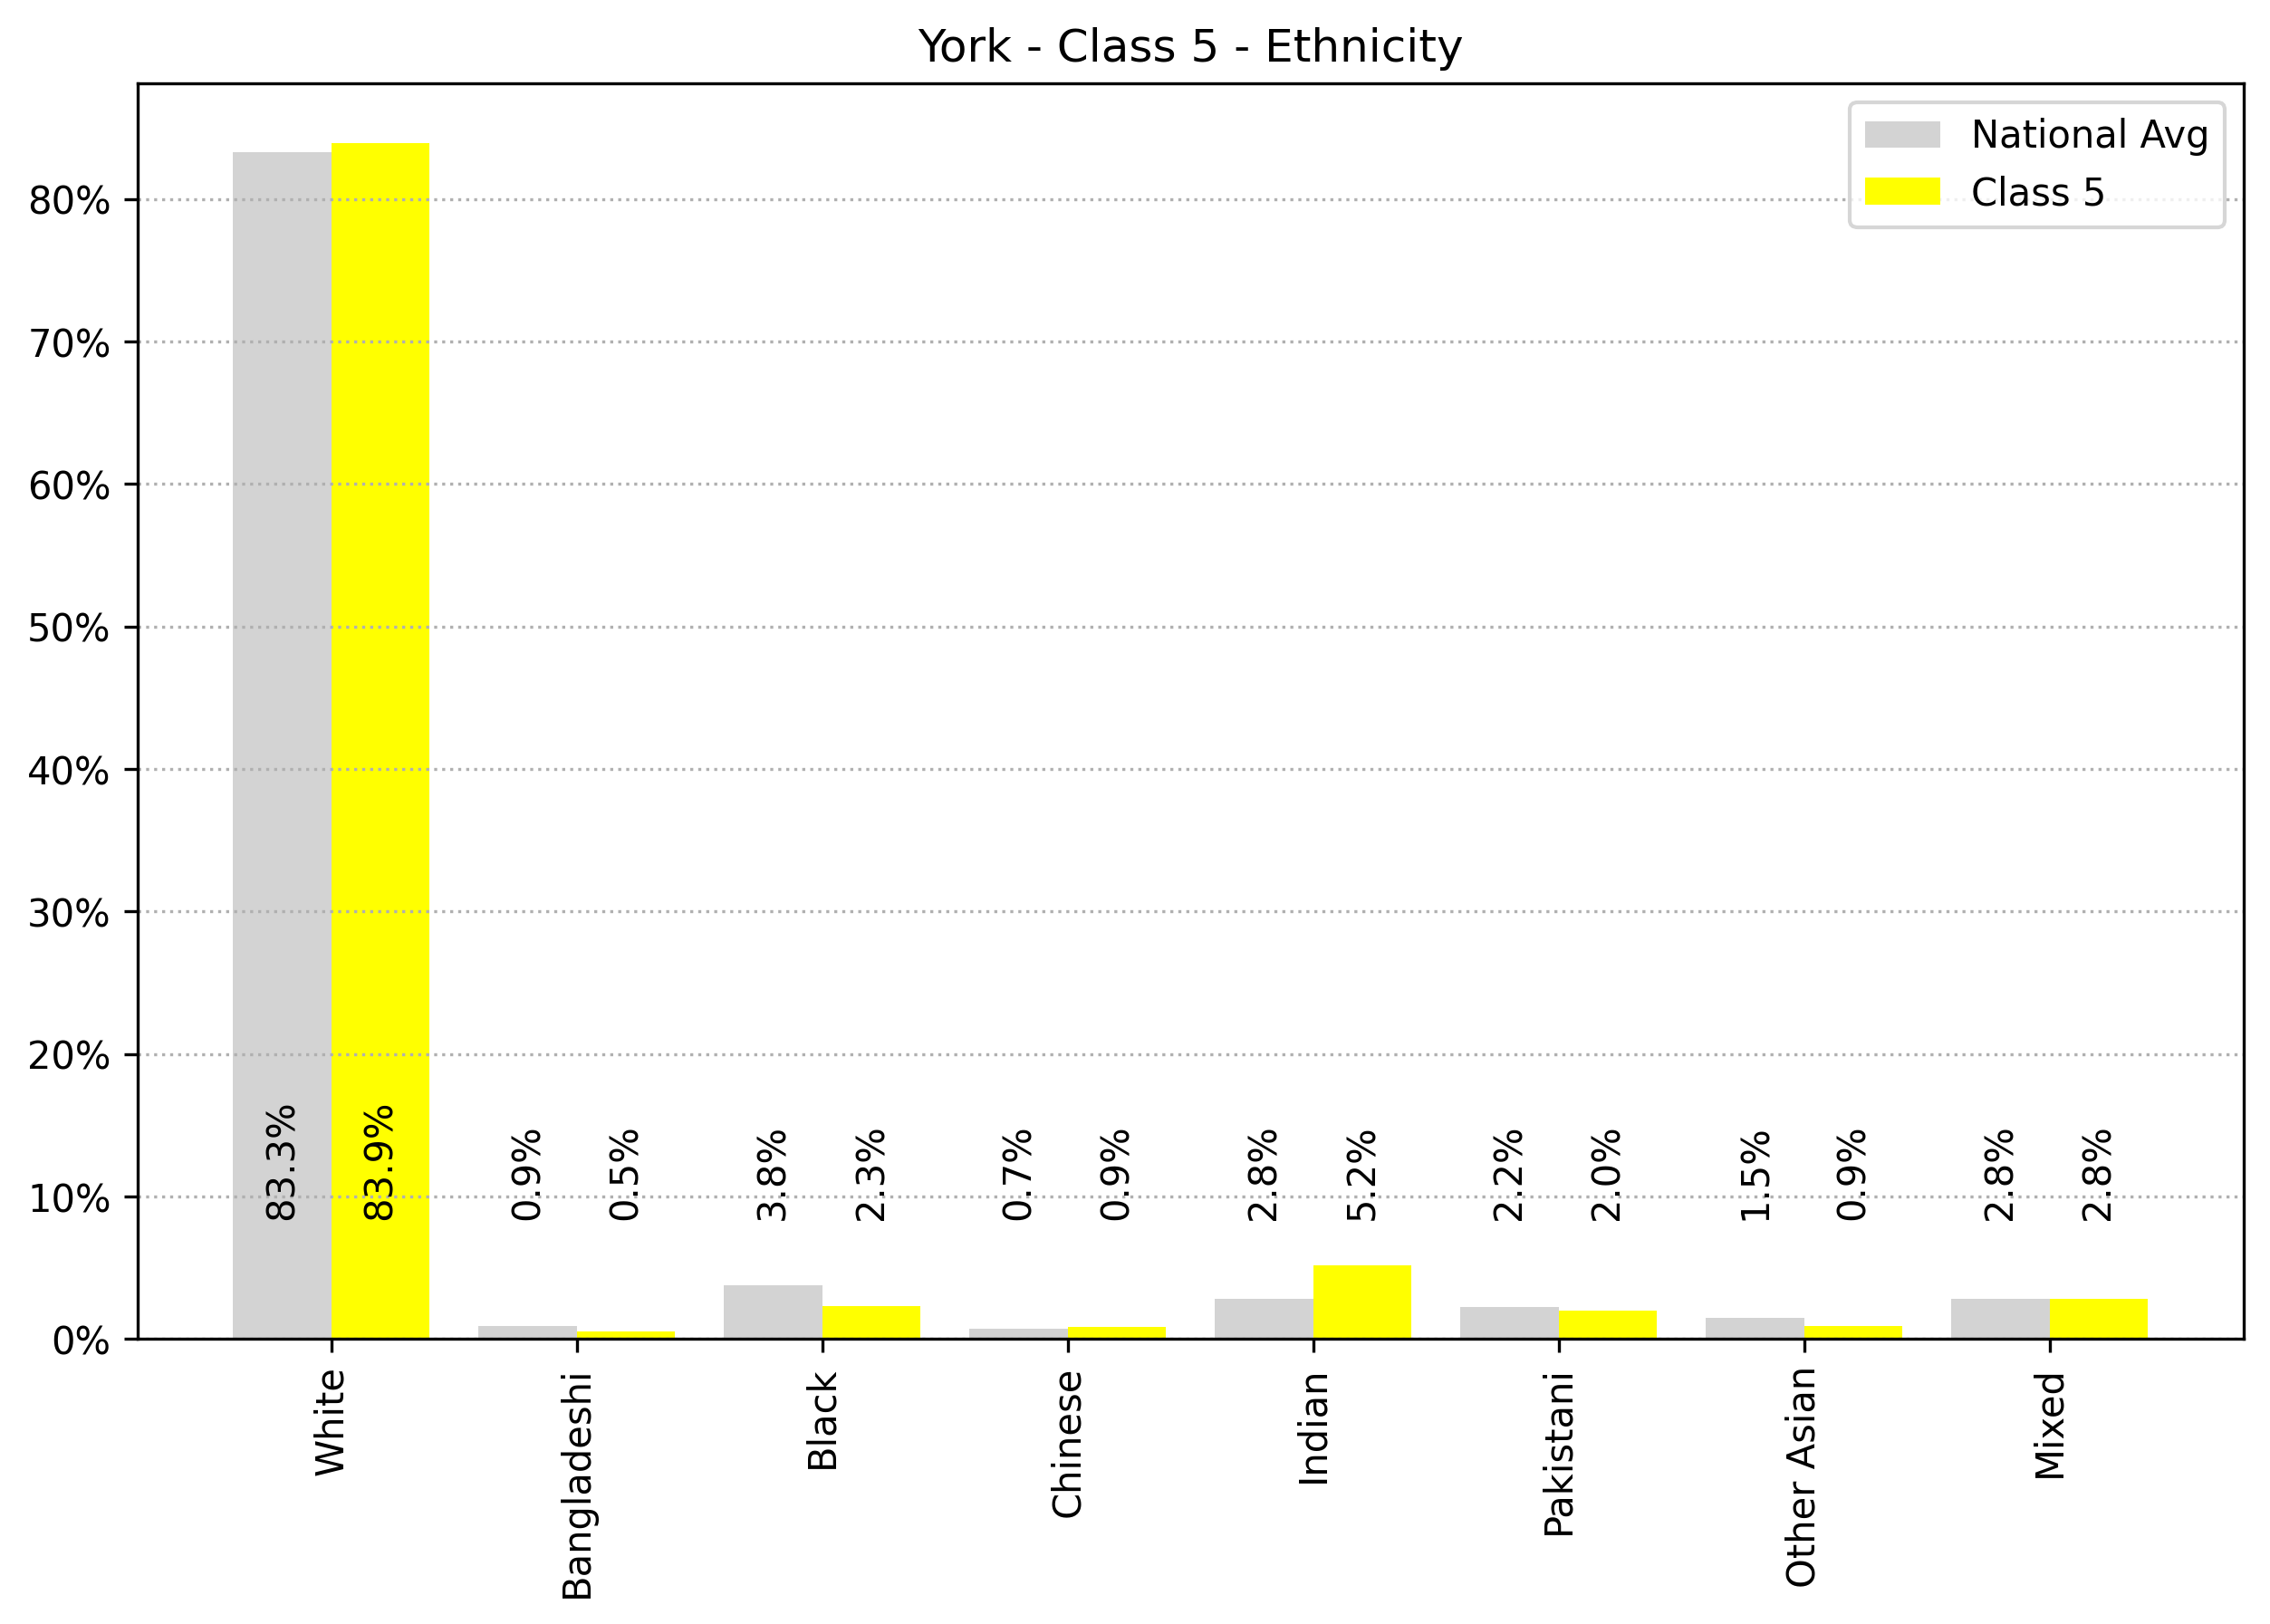 York - Class 5 - Ethnicity
National Avg
Class 5
80%
70%
60%
50%
40%
30%
20%
10%
0%
83.3%
83.9%
0.9%
0.5%
3.8%
2.3%
0.7%
0.9%
2.8%
5.2%
2.2%
2.0%
1.5%
0.9%
2.8%
2.8%
White
Bangladeshi
Black
Chinese
Indian
Pakistani
Other Asian
Mixed